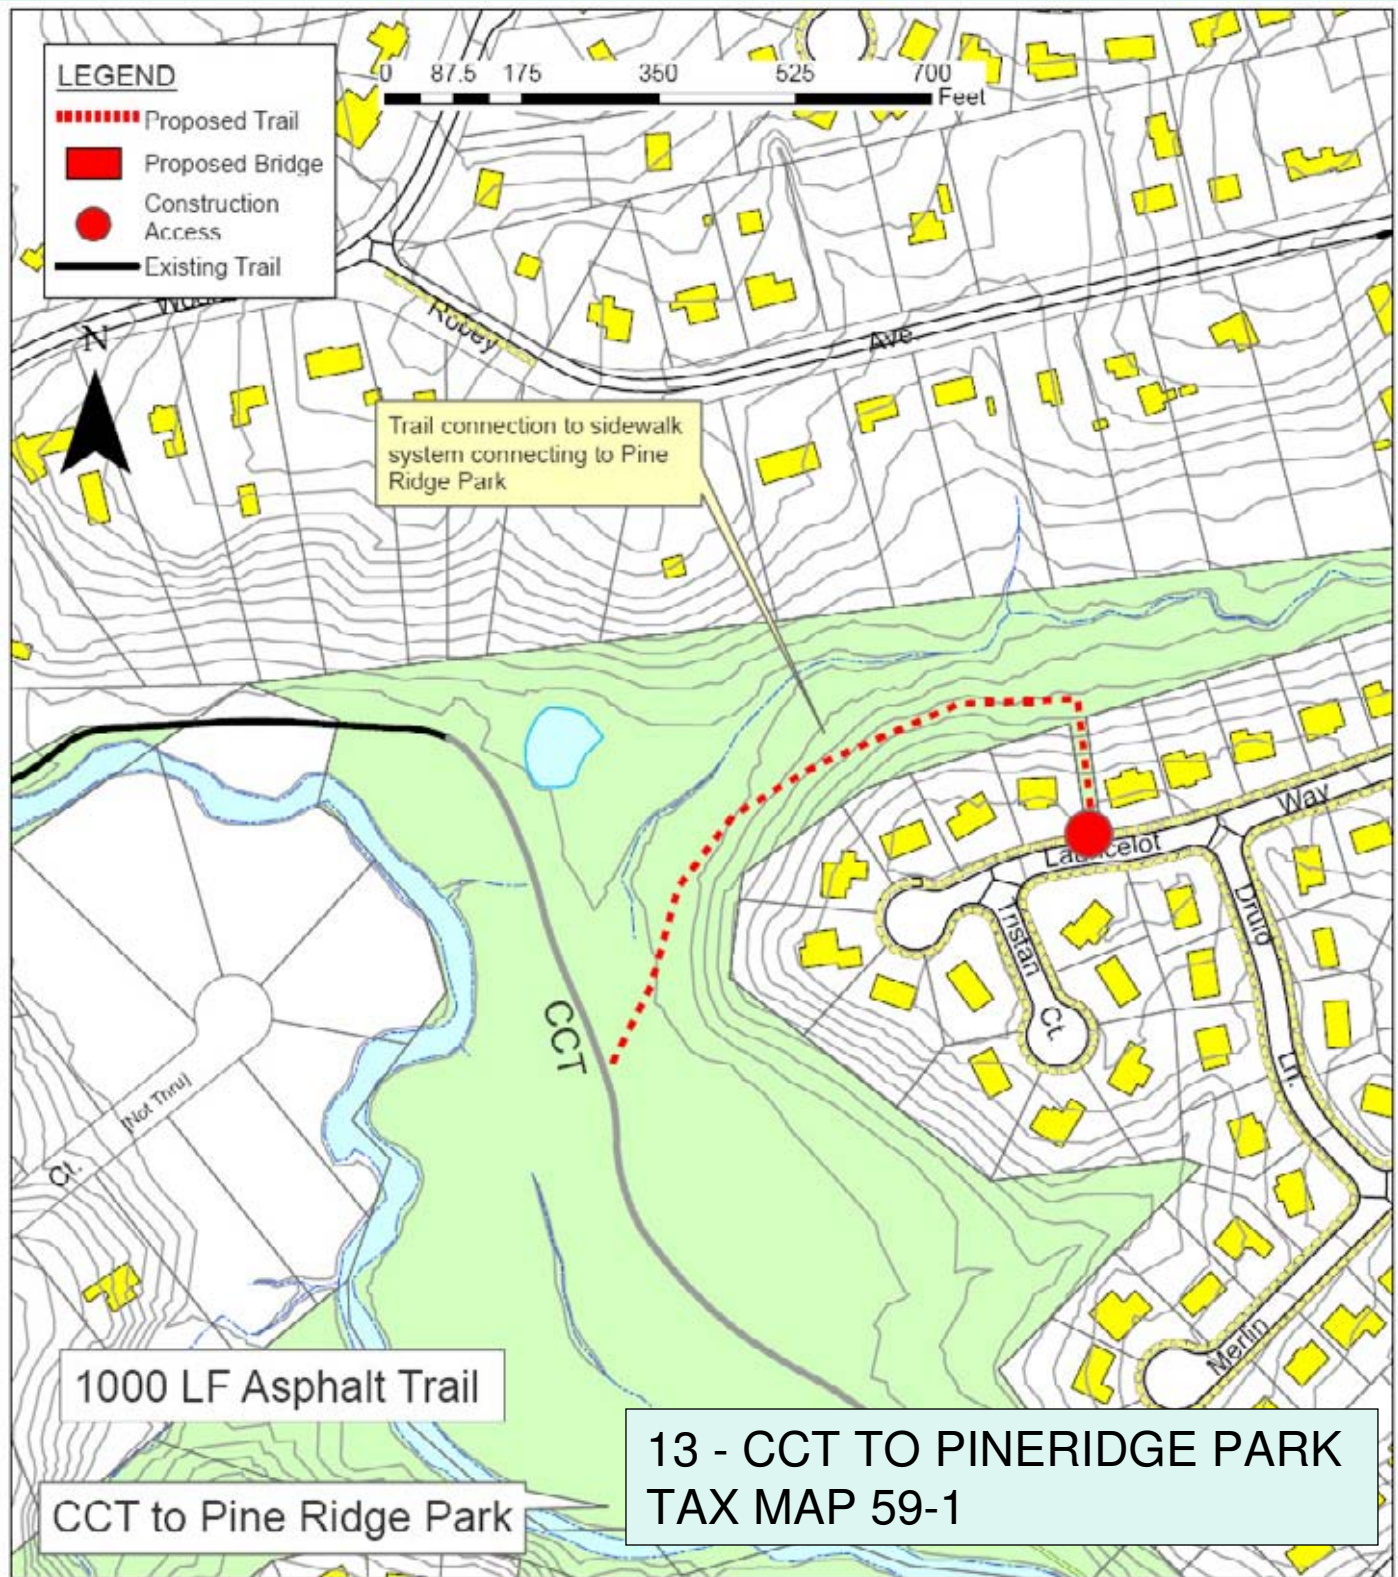 LEGEND
Proposed Trail
Proposed Bridge
Construction
Access
Existing Trail
0 87.5 175 350 525 700
Feet
N
Robey
Ave
Trail connection to sidewalk
system connecting to Pine
Ridge Park
Way
Launcelot
Tristan
Ct.
Druid
Ln.
CCT
[Not Thru]
Ct.
Merlin
1000 LF Asphalt Trail
CCT to Pine Ridge Park
13 - CCT TO PINERIDGE PARK
TAX MAP 59-1